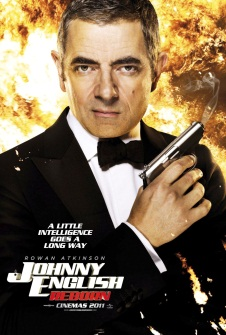 A LITTLE
INTELLIGENCE
GOES A
LONG WAY
ROWAN ATKINSON
JOHNNY
ENGLISH
REBORN
CINEMAS 2011